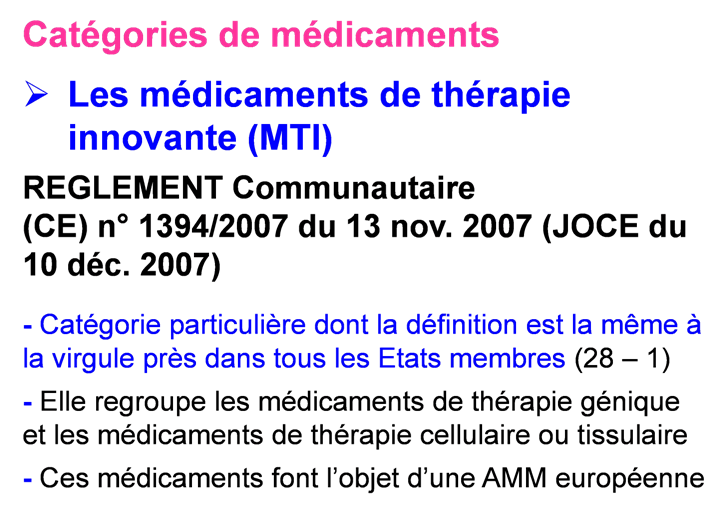 Catégories de médicaments
➢ Les médicaments de thérapie
innovante (MTI)
REGLEMENT Communautaire
(CE) n° 1394/2007 du 13 nov. 2007 (JOCE du
10 déc. 2007)
- Catégorie particulière dont la définition est la même à
la virgule près dans tous les Etats membres (28 – 1)
- Elle regroupe les médicaments de thérapie génique
et les médicaments de thérapie cellulaire ou tissulaire
- Ces médicaments font l’objet d’une AMM européenne